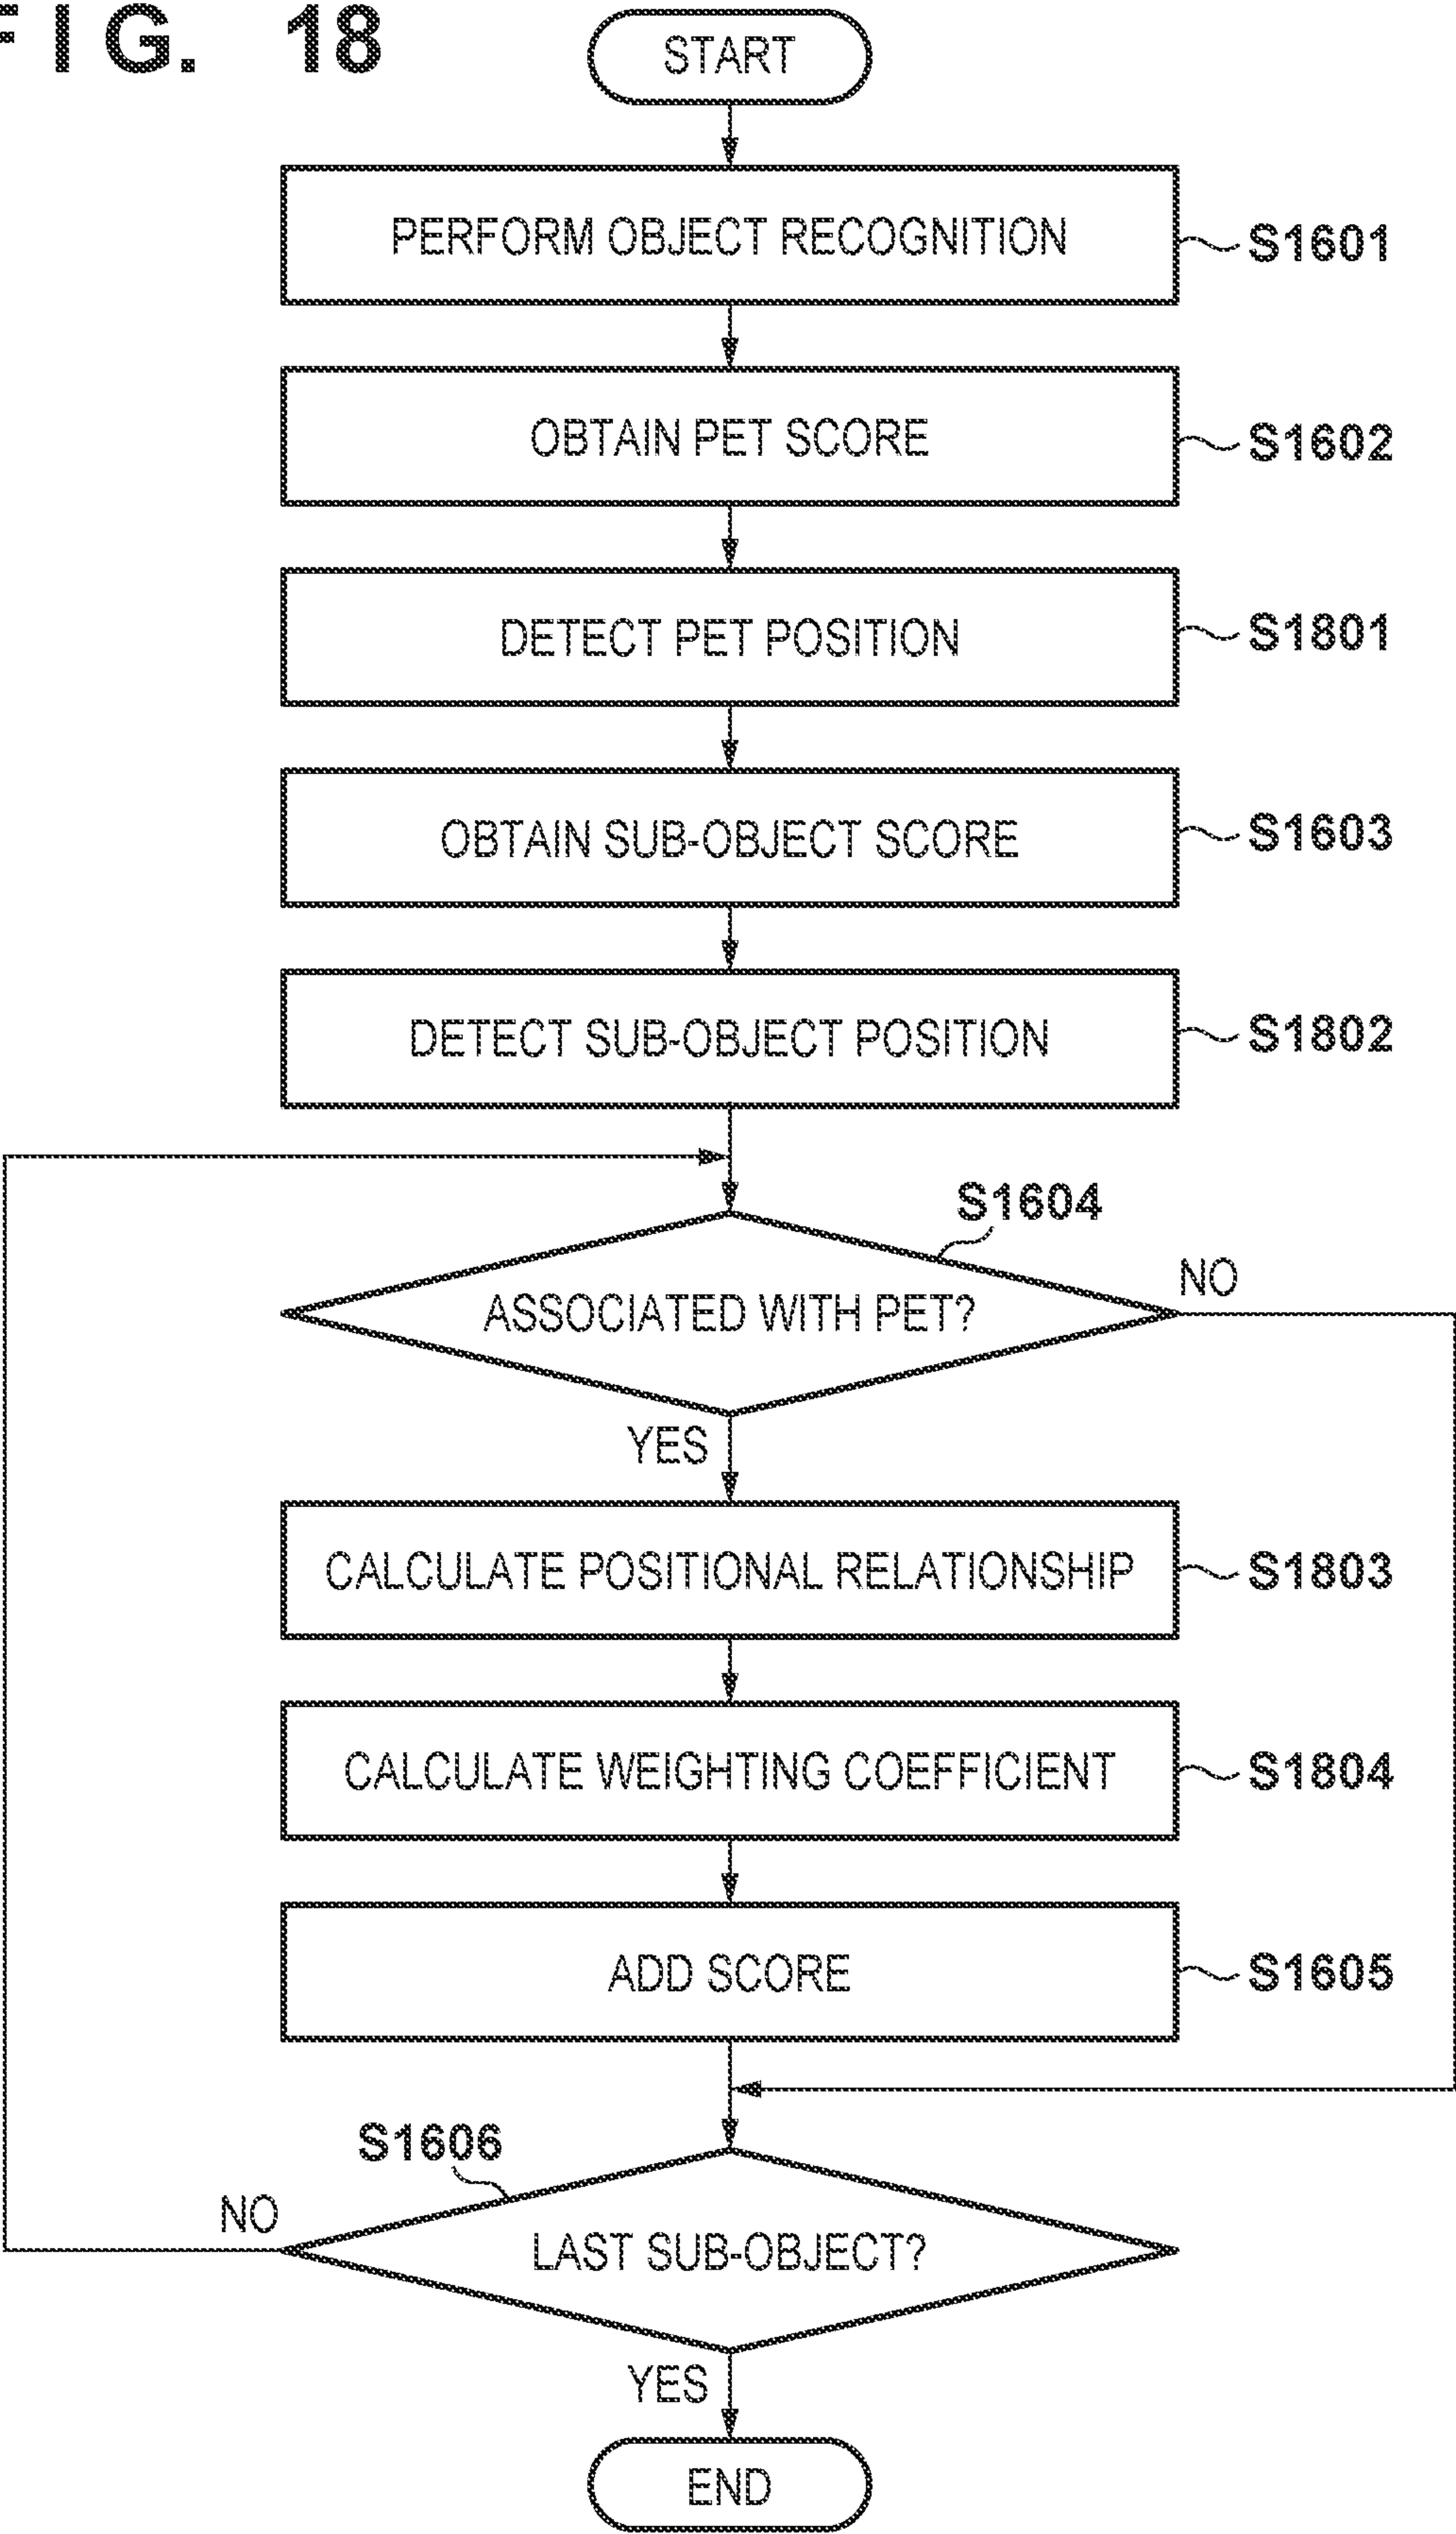 FIG. 18
START
PERFORM OBJECT RECOGNITION
S1601
OBTAIN PET SCORE
S1602
DETECT PET POSITION
S1801
OBTAIN SUB-OBJECT SCORE
S1603
DETECT SUB-OBJECT POSITION
S1802
S1604
NO
ASSOCIATED WITH PET?
YES
CALCULATE POSITIONAL RELATIONSHIP
S1803
CALCULATE WEIGHTING COEFFICIENT
S1804
ADD SCORE
S1605
S1606
NO
LAST SUB-OBJECT?
YES
END